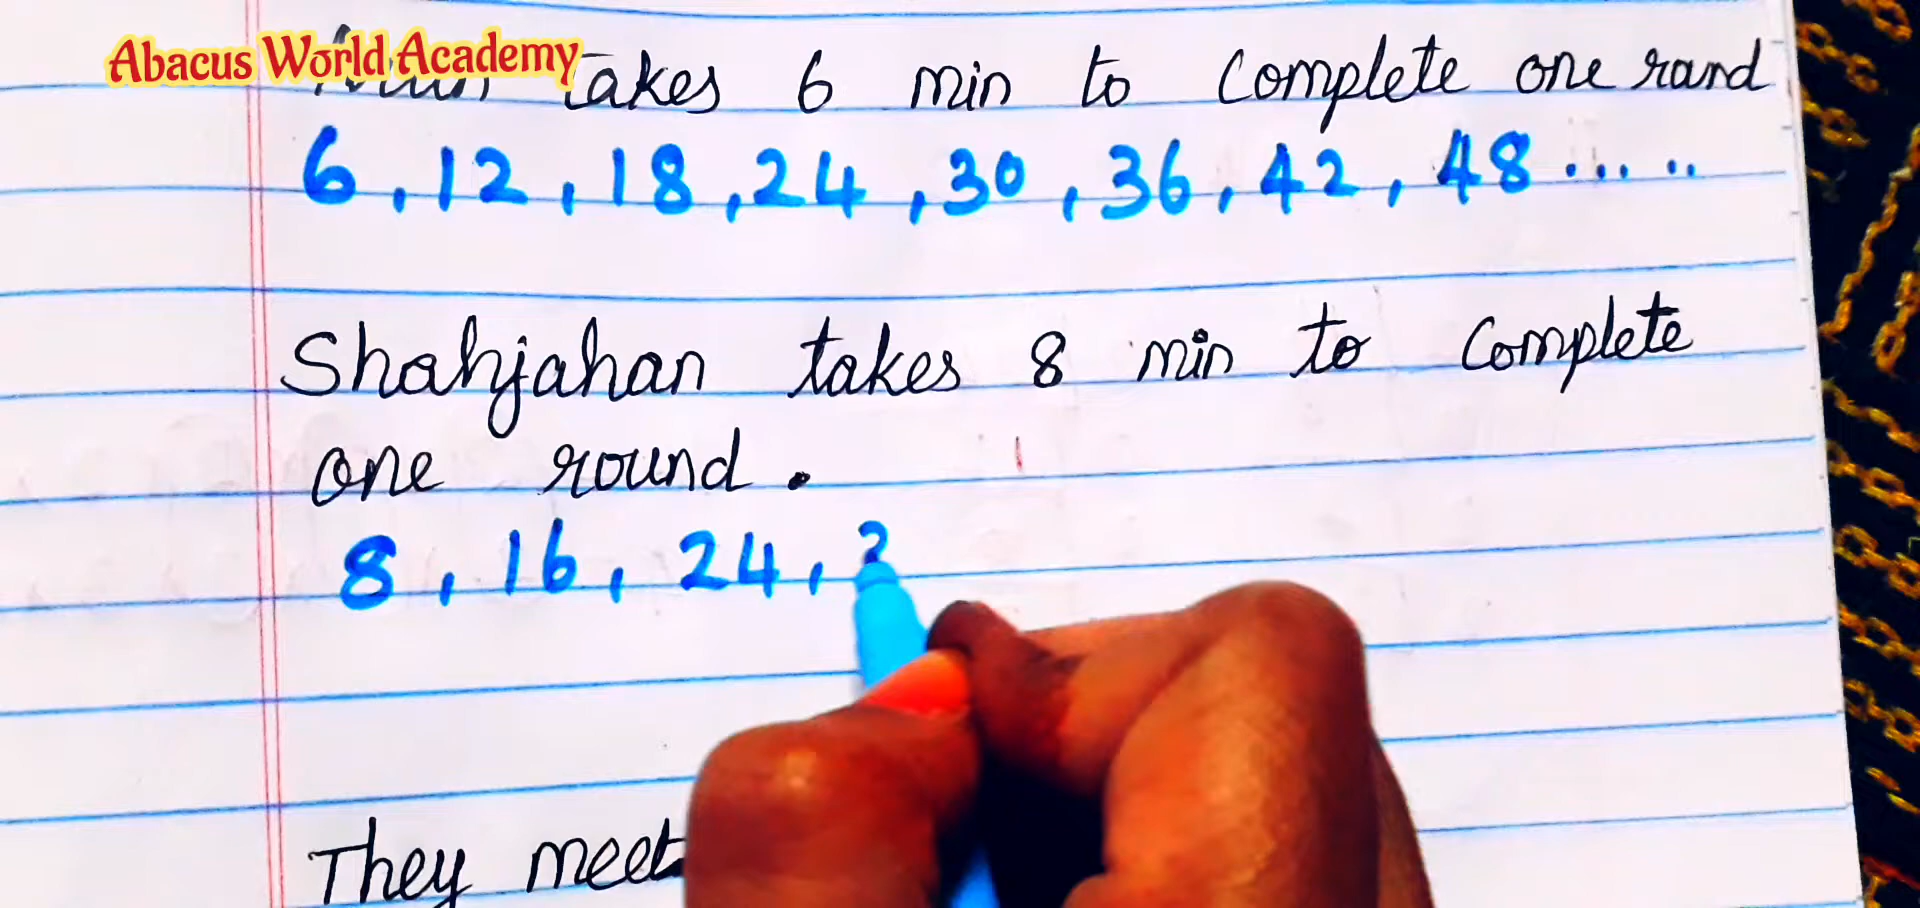 Abacus World Academy
takes 6 min to Complete one rand
6, 12, 18, 24, 30, 36, 42, 48 .... ..
Shahjahan takes 8 min to Complete
one round.
8, 16, 24,
They meet